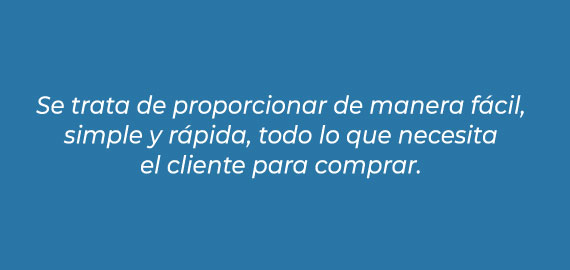 Se trata de proporcionar de manera fácil,
simple y rápida, todo lo que necesita
el cliente para comprar.